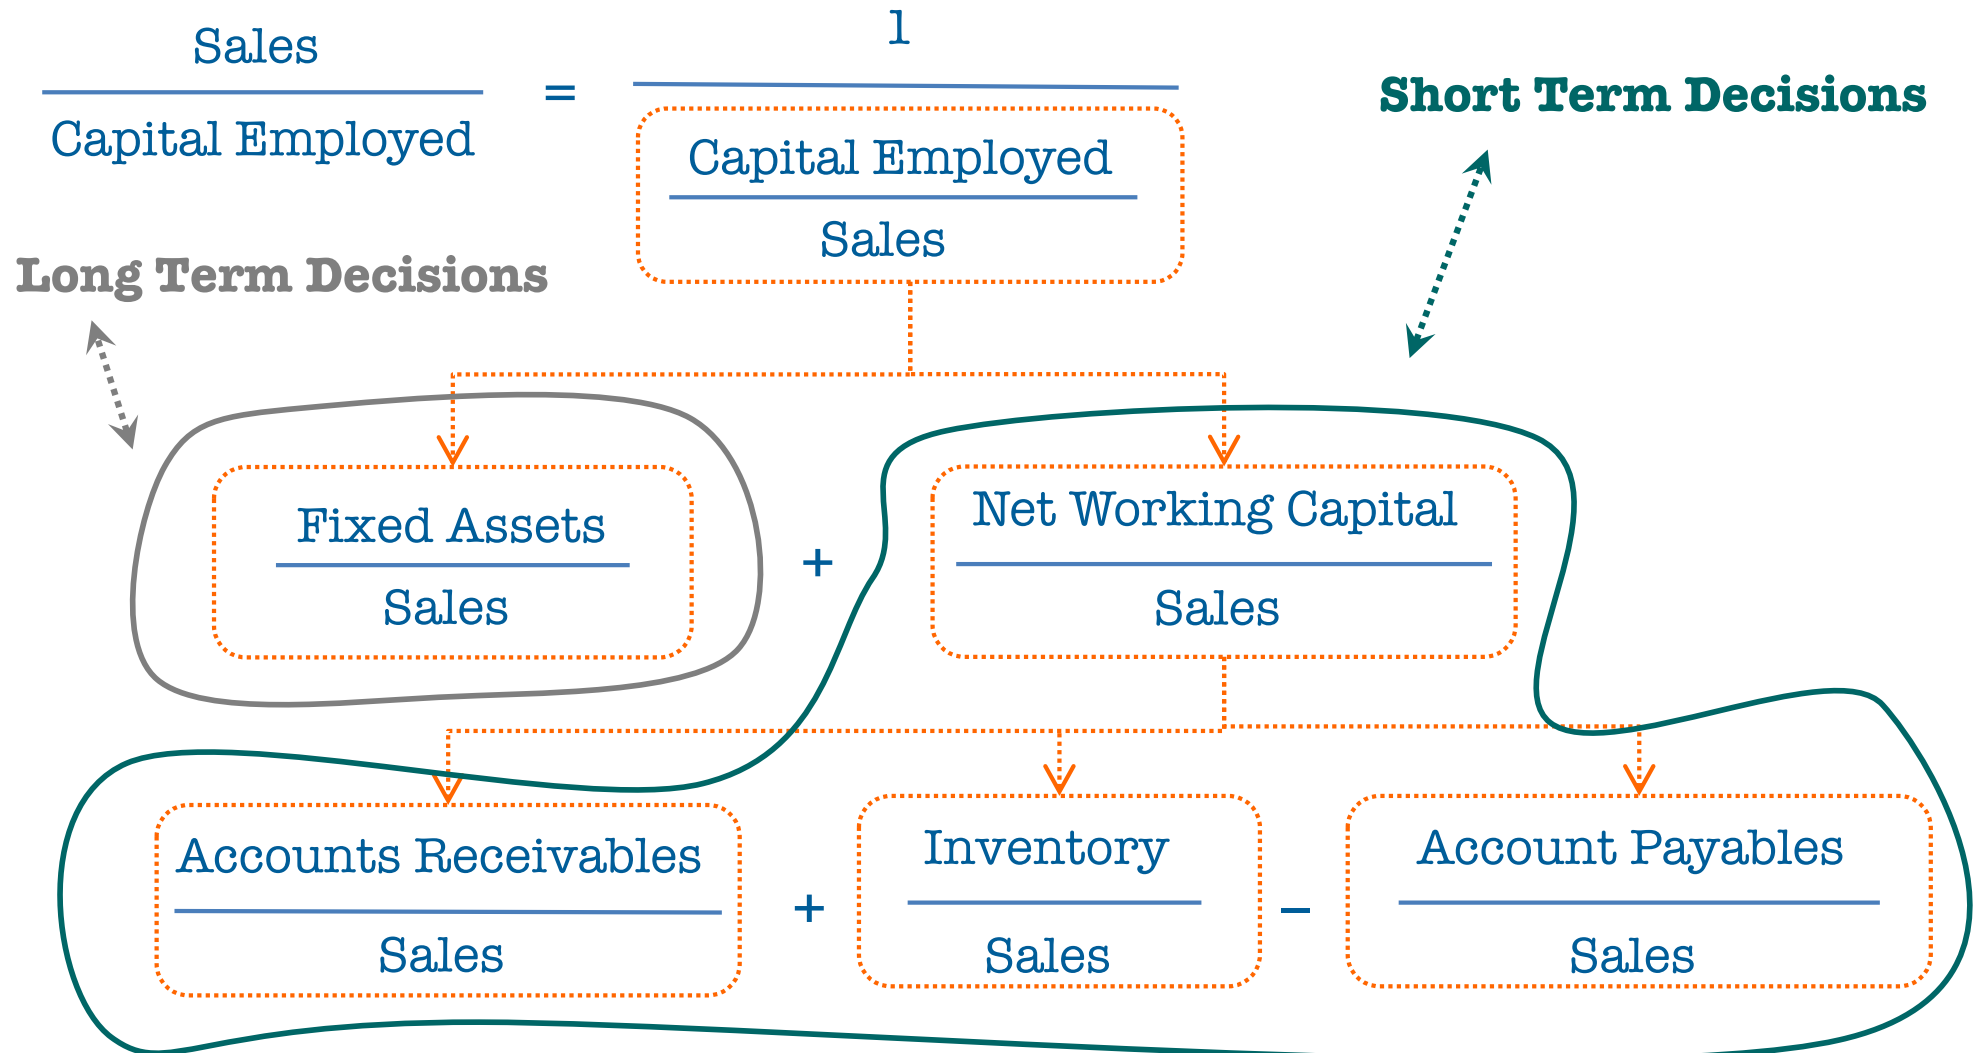 Sales
Capital Employed
=
1
Capital Employed
Sales
Short Term Decisions
Long Term Decisions
Fixed Assets
Sales
+
Net Working Capital
Sales
Accounts Receivables
Sales
+
Inventory
Sales
–
Account Payables
Sales